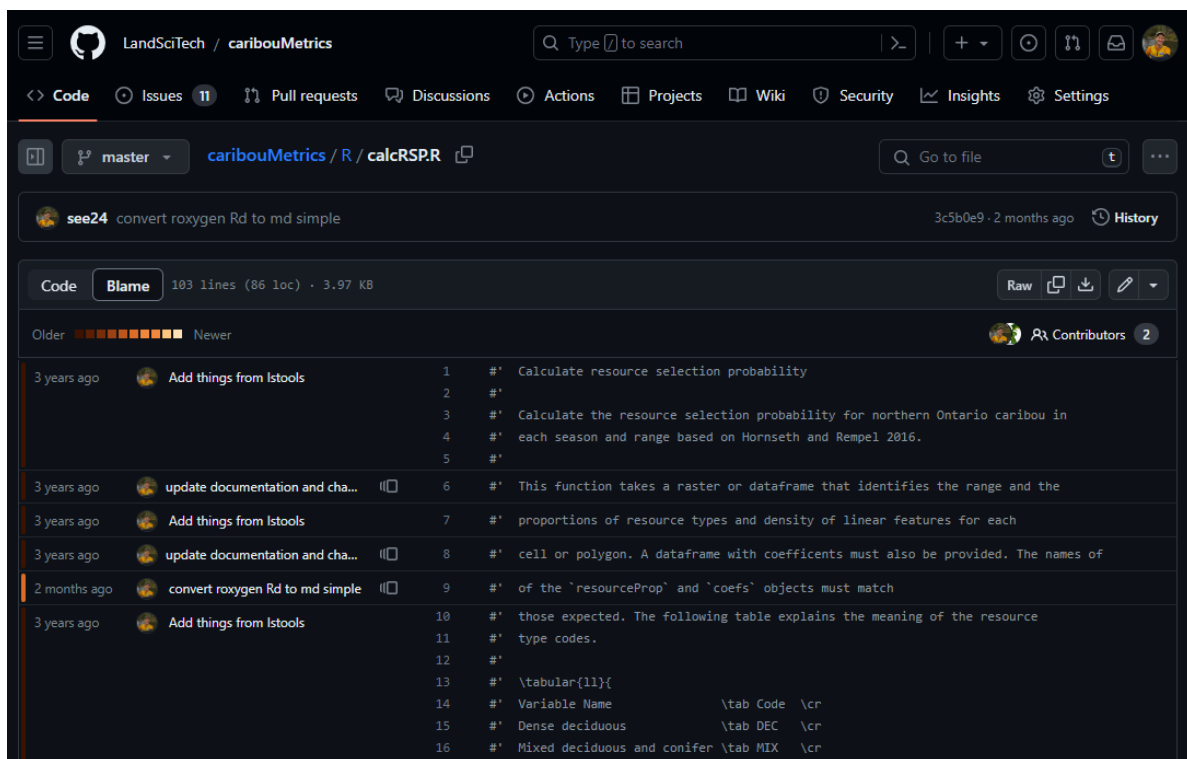 LandSciTech / caribouMetrics
Type / to search
Code Issues 11 Pull requests Discussions Actions Projects Wiki Security Insights Settings
master caribouMetrics / R / calcRSP.R
Go to file t
see24 convert roxygen Rd to md simple 3c5b0e9 · 2 months ago History
Code Blame 103 lines (86 loc) · 3.97 KB Raw
Older Newer Contributors 2
3 years ago Add things from lstools 1 #' Calculate resource selection probability
2 #'
3 #' Calculate the resource selection probability for northern Ontario caribou in
4 #' each season and range based on Hornseth and Rempel 2016.
5 #'
3 years ago update documentation and cha... 6 #' This function takes a raster or dataframe that identifies the range and the
3 years ago Add things from lstools 7 #' proportions of resource types and density of linear features for each
3 years ago update documentation and cha... 8 #' cell or polygon. A dataframe with coefficents must also be provided. The names of
2 months ago convert roxygen Rd to md simple 9 #' of the `resourceProp` and `coefs` objects must match
3 years ago Add things from lstools 10 #' those expected. The following table explains the meaning of the resource
11 #' type codes.
12 #'
13 #' \tabular{ll}{
14 #' Variable Name \tab Code \cr
15 #' Dense deciduous \tab DEC \cr
16 #' Mixed deciduous and conifer \tab MIX \cr